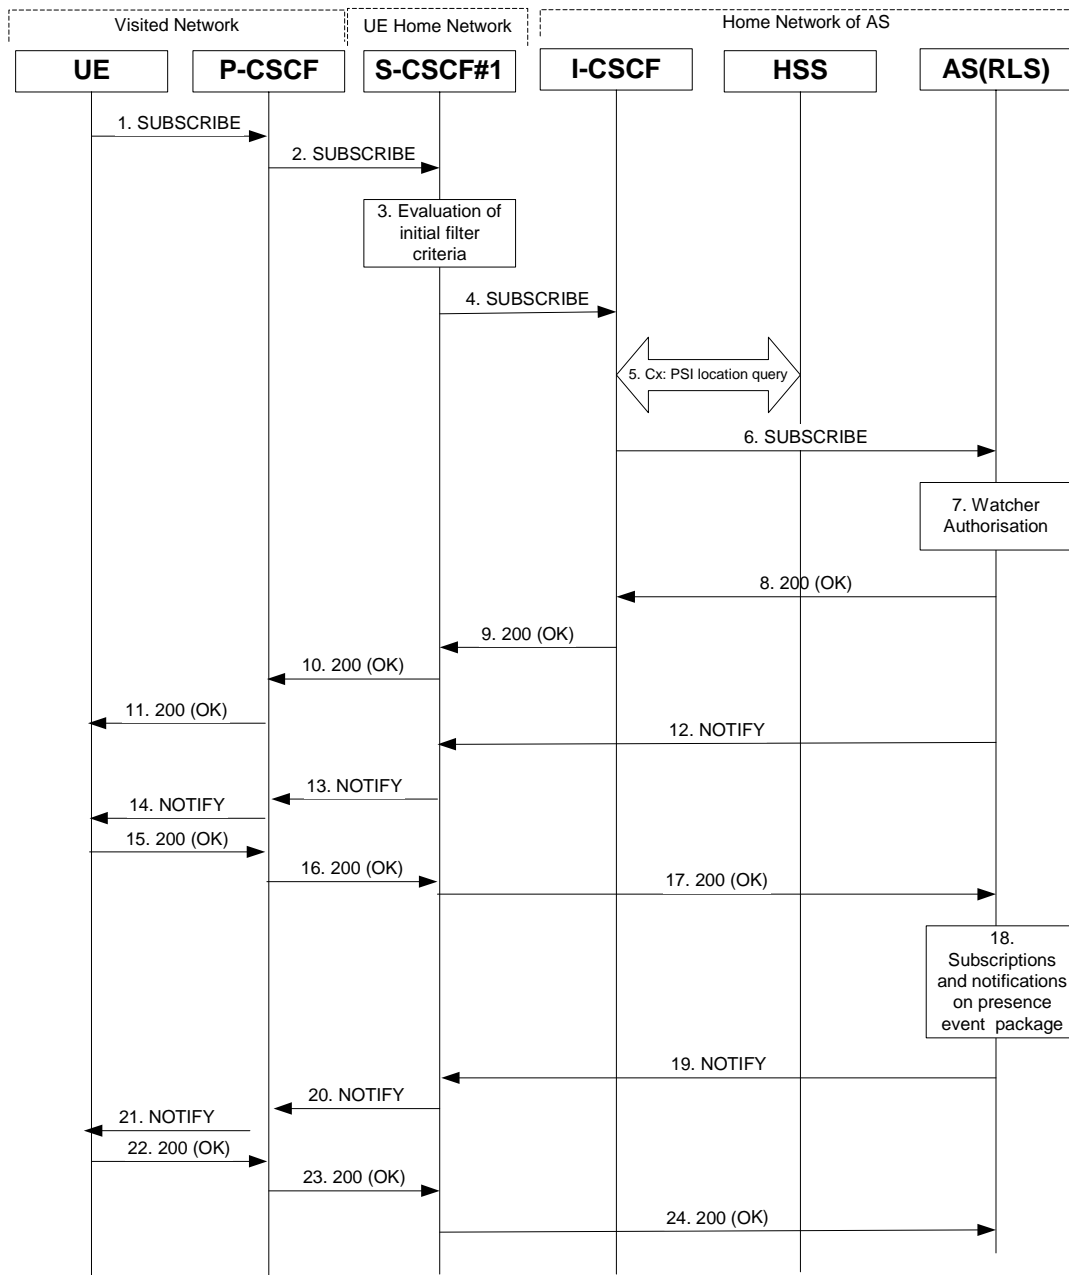 Visited Network
UE Home Network
Home Network of AS
UE
P-CSCF
S-CSCF#1
I-CSCF
HSS
AS(RLS)
1. SUBSCRIBE
2. SUBSCRIBE
3. Evaluation of
initial filter
criteria
4. SUBSCRIBE
5. Cx: PSI location query
6. SUBSCRIBE
7. Watcher
Authorisation
8. 200 (OK)
9. 200 (OK)
10. 200 (OK)
11. 200 (OK)
12. NOTIFY
13. NOTIFY
14. NOTIFY
15. 200 (OK)
16. 200 (OK)
17. 200 (OK)
18.
Subscriptions
and notifications
on presence
event package
19. NOTIFY
20. NOTIFY
21. NOTIFY
22. 200 (OK)
23. 200 (OK)
24. 200 (OK)